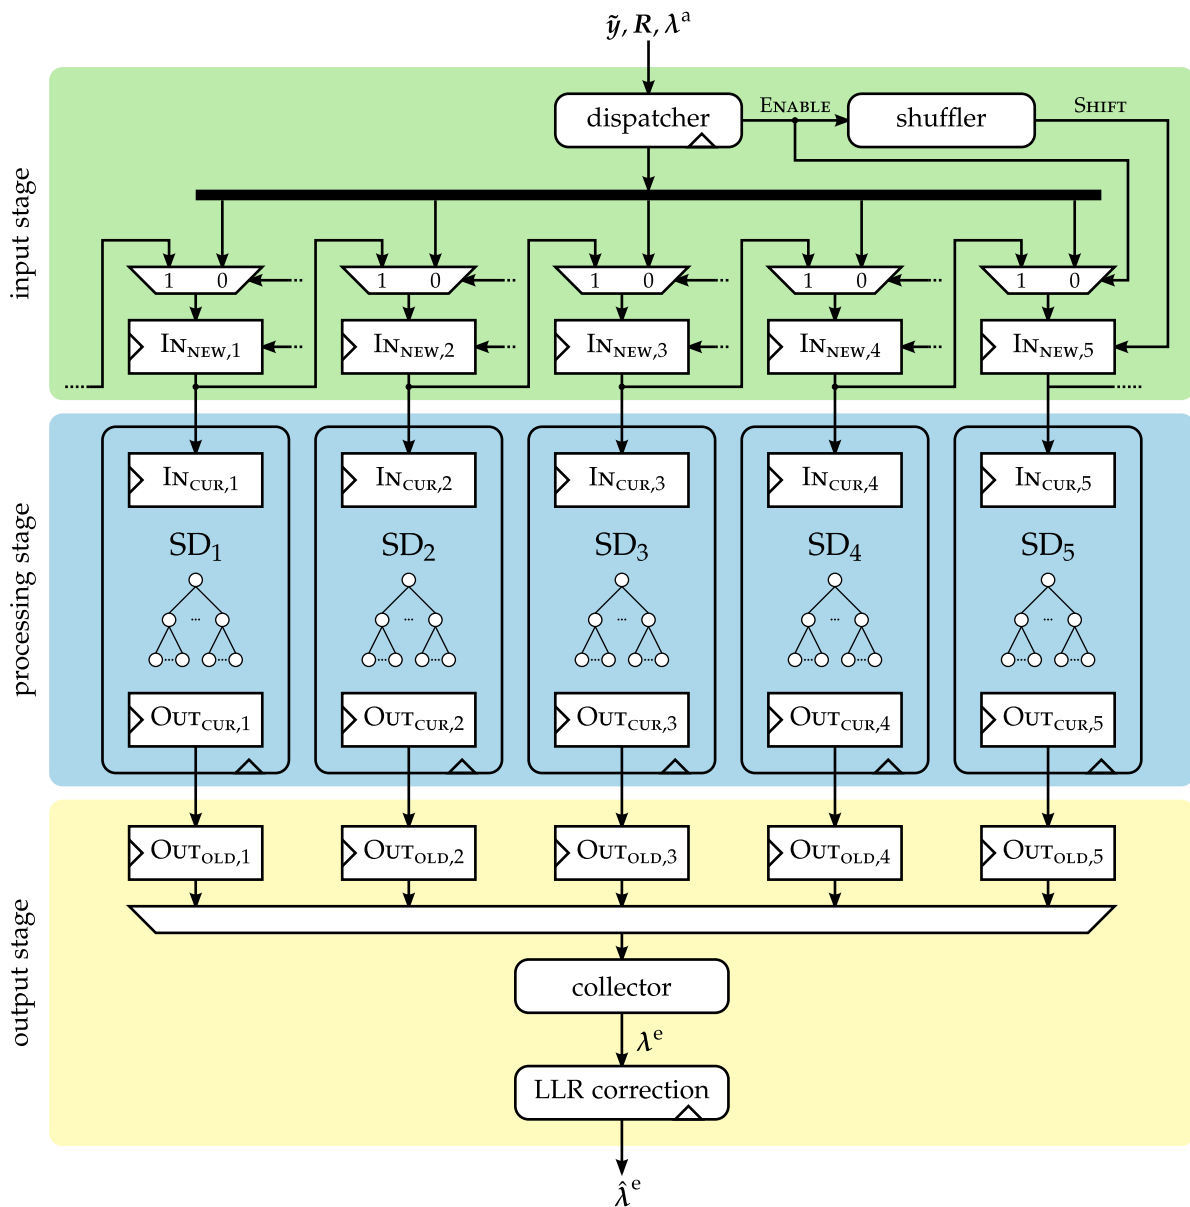 ỹ, R, λᵃ
input stage
dispatcher
ENABLE
shuffler
SHIFT
1 0 1 0 1 0 1 0 1 0
IN_NEW,1 IN_NEW,2 IN_NEW,3 IN_NEW,4 IN_NEW,5
processing stage
IN_CUR,1 IN_CUR,2 IN_CUR,3 IN_CUR,4 IN_CUR,5
SD₁ SD₂ SD₃ SD₄ SD₅
OUT_CUR,1 OUT_CUR,2 OUT_CUR,3 OUT_CUR,4 OUT_CUR,5
output stage
OUT_OLD,1 OUT_OLD,2 OUT_OLD,3 OUT_OLD,4 OUT_OLD,5
collector
λᵉ
LLR correction
λ̂ᵉ